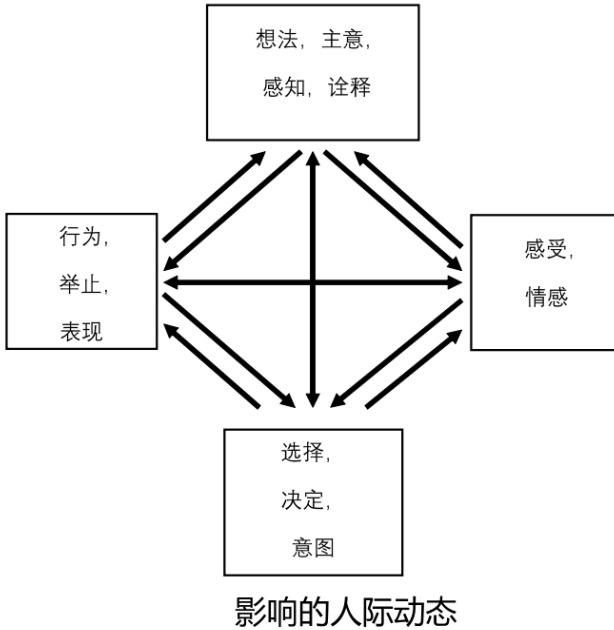 想法，主意，
感知，诠释
行为，
举止，
表现
感受，
情感
选择，
决定，
意图
影响的人际动态